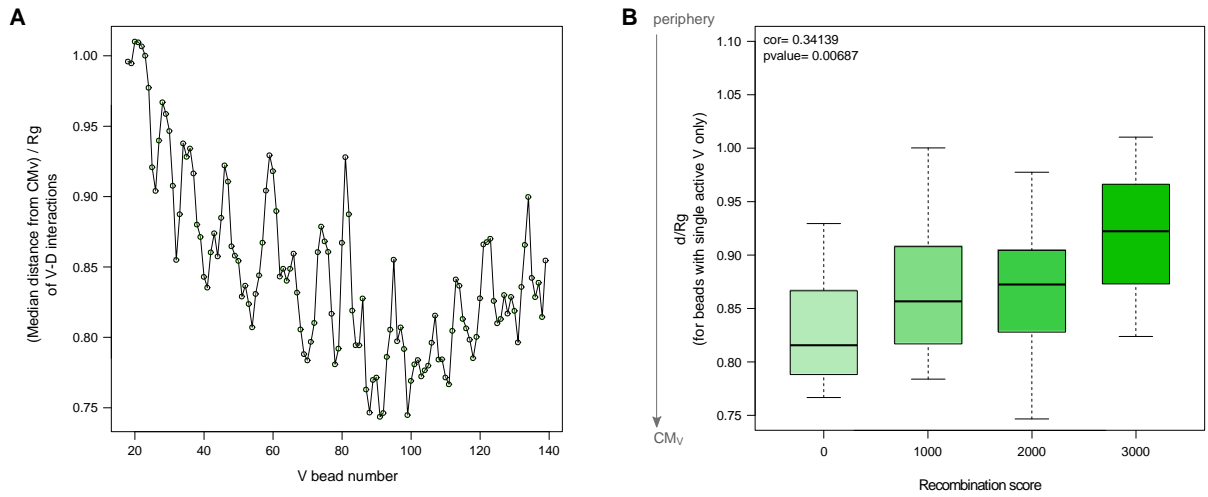 A
(Median distance from CMv) / Rg
of V-D interactions
1.00
0.95
0.90
0.85
0.80
0.75
20
40
60
80
100
120
140
V bead number
B
periphery
CMV
cor= 0.34139
pvalue= 0.00687
d/Rg
(for beads with single active V only)
1.10
1.05
1.00
0.95
0.90
0.85
0.80
0.75
0
1000
2000
3000
Recombination score